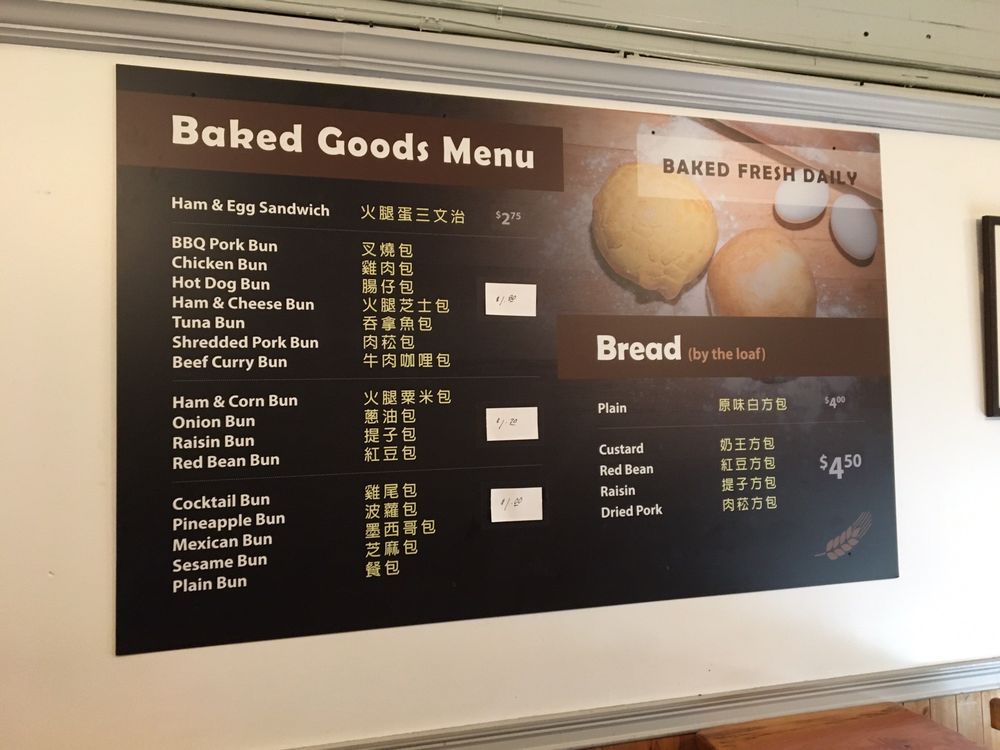 Baked Goods Menu
BAKED FRESH DAILY
Ham & Egg Sandwich 火腿蛋三文治 $2.75
BBQ Pork Bun 叉燒包
Chicken Bun 雞肉包
Hot Dog Bun 腸仔包
Ham & Cheese Bun 火腿芝士包
Tuna Bun 吞拿魚包
Shredded Pork Bun 肉菘包
Beef Curry Bun 牛肉咖哩包
Ham & Corn Bun 火腿粟米包
Onion Bun 蔥油包
Raisin Bun 提子包
Red Bean Bun 紅豆包
Cocktail Bun 雞尾包
Pineapple Bun 波蘿包
Mexican Bun 墨西哥包
Sesame Bun 芝麻包
Plain Bun 餐包
Bread (by the loaf)
Plain 原味白方包 $4.00
Custard 奶王方包
Red Bean 紅豆方包 $4.50
Raisin 提子方包
Dried Pork 肉菘方包